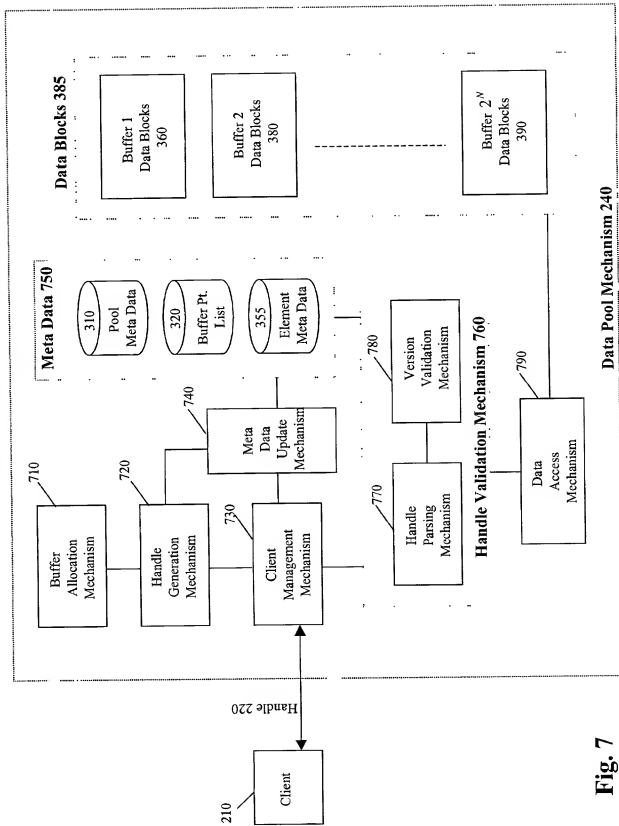 Data Blocks 385
Buffer 1
Data Blocks
360
Buffer 2
Data Blocks
380
Buffer 2N
Data Blocks
390
Meta Data 750
310
Pool
Meta Data
320
Buffer Pt.
List
355
Element
Meta Data
710
Buffer
Allocation
Mechanism
720
Handle
Generation
Mechanism
730
Client
Management
Mechanism
740
Meta
Data
Update
Mechanism
770
Handle
Parsing
Mechanism
780
Version
Validation
Mechanism
Handle Validation Mechanism 760
790
Data
Access
Mechanism
Data Pool Mechanism 240
Handle 220
210
Client
Fig. 7